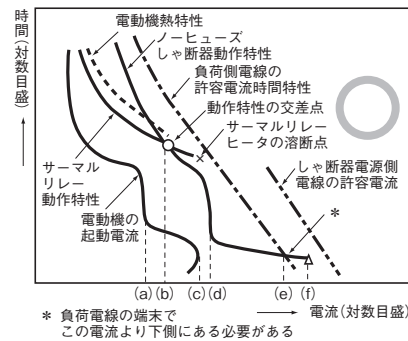 時間(対数目盛)
電動機熱特性
ノーヒューズ
しゃ断器動作特性
負荷側電線の
許容電流時間特性
動作特性の交差点
サーマルリレー
ヒータの溶断点
しゃ断器電源側
電線の許容電流
サーマル
リレー
動作特性
電動機の
起動電流
*
(a) (b) (c) (d) (e) (f)
電流(対数目盛)
* 負荷電線の端末で
この電流より下側にある必要がある